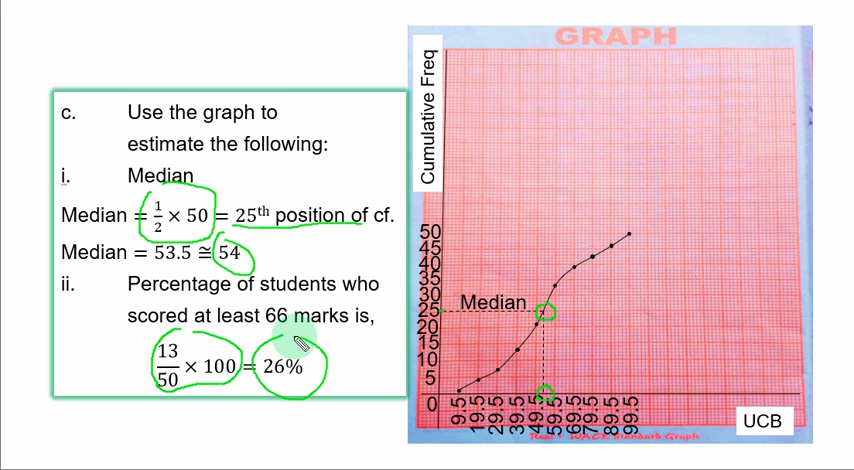 GRAPH
c. Use the graph to
estimate the following:
i. Median
Median = 1/2 × 50 = 25th position of cf.
Median = 53.5 ≅ 54
ii. Percentage of students who
scored at least 66 marks is,
13/50 × 100 = 26%
Cumulative Freq
50
45
40
35
30
25
20
15
10
5
0
Median
9.5
19.5
29.5
39.5
49.5
59.5
69.5
79.5
89.5
99.5
UCB
Standard Graph